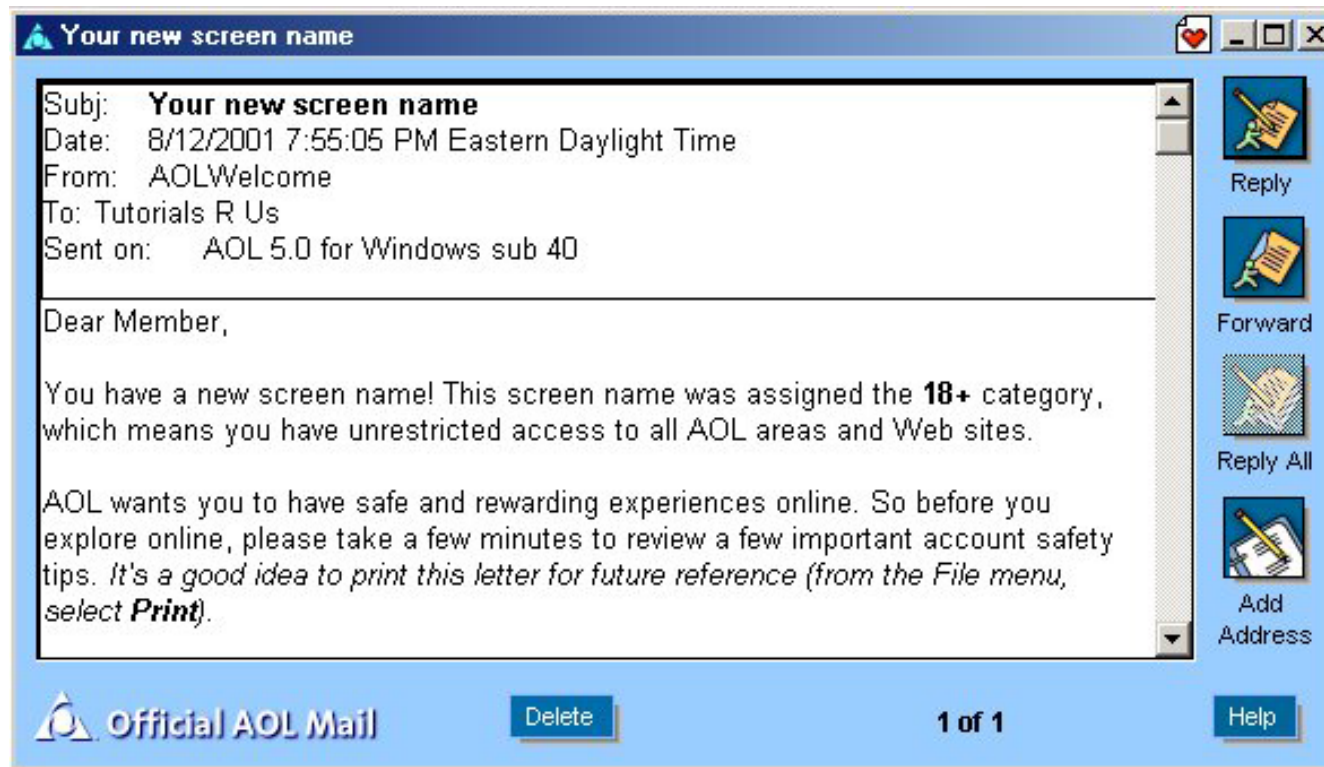 Your new screen name
Subj: Your new screen name
Date: 8/12/2001 7:55:05 PM Eastern Daylight Time
From: AOLWelcome
To: Tutorials R Us
Sent on: AOL 5.0 for Windows sub 40
Dear Member,
You have a new screen name! This screen name was assigned the 18+ category,
which means you have unrestricted access to all AOL areas and Web sites.
AOL wants you to have safe and rewarding experiences online. So before you
explore online, please take a few minutes to review a few important account safety
tips. It's a good idea to print this letter for future reference (from the File menu,
select Print).
Reply
Forward
Reply All
Add
Address
Official AOL Mail
Delete
1 of 1
Help